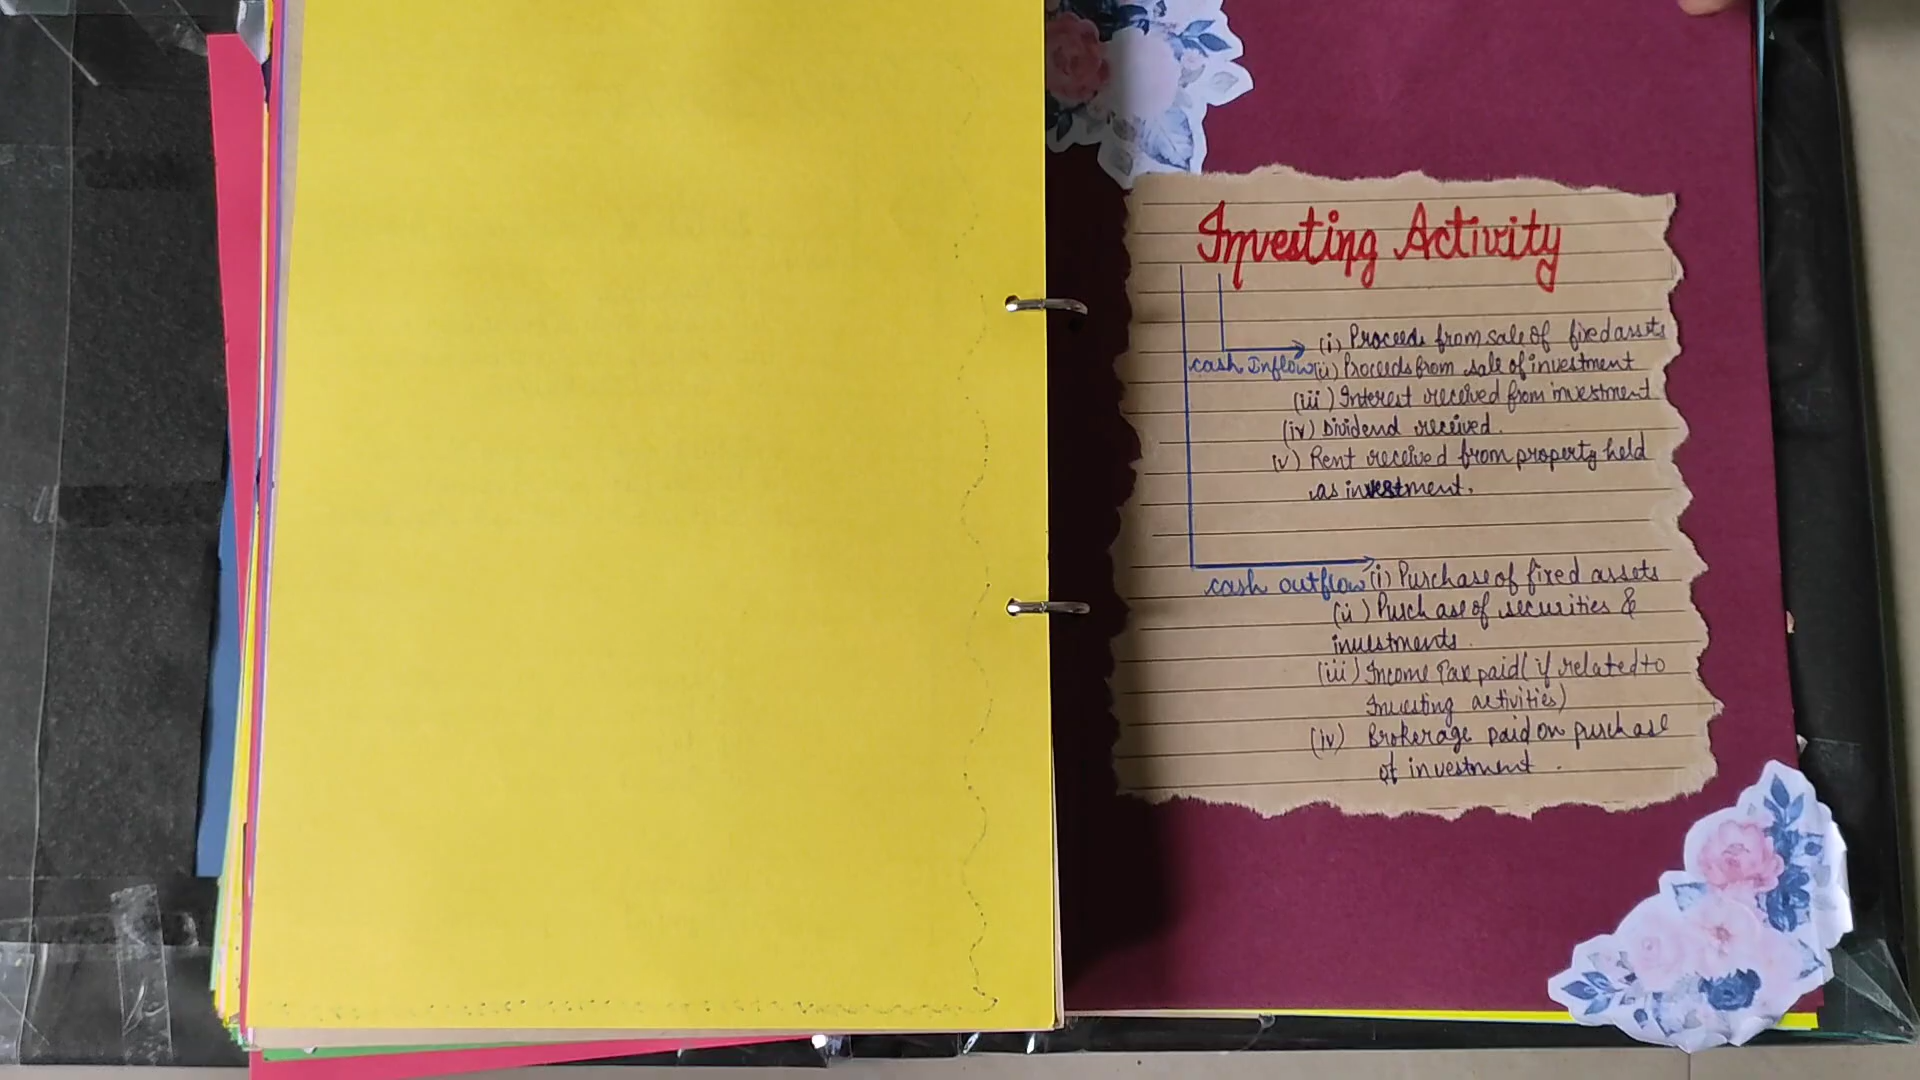 Investing Activity
(i) Proceeds from sale of fixed assets
cash Inflow (ii) Proceeds from sale of investment
(iii) Interest received from investment
(iv) Dividend received.
(v) Rent received from property held
as investment.
cash outflow (i) Purchase of fixed assets
(ii) Purchase of securities &
investments.
(iii) Income Tax paid (if related to
Investing activities)
(iv) Brokerage paid on purchase
of investment.